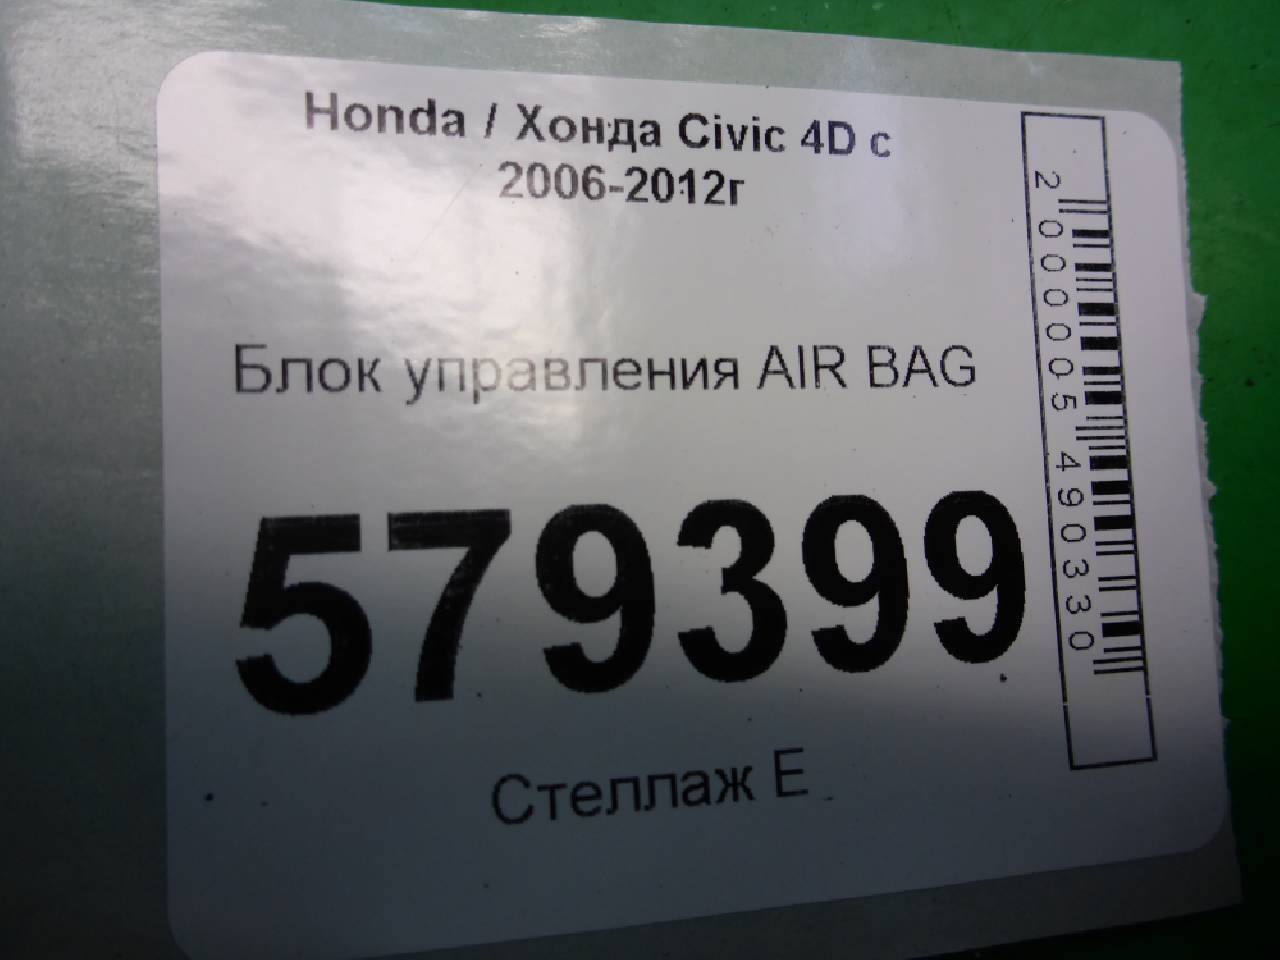 Honda / Хонда Civic 4D с
2006-2012г
Блок управления AIR BAG
579399
Стеллаж Е
2000005490330